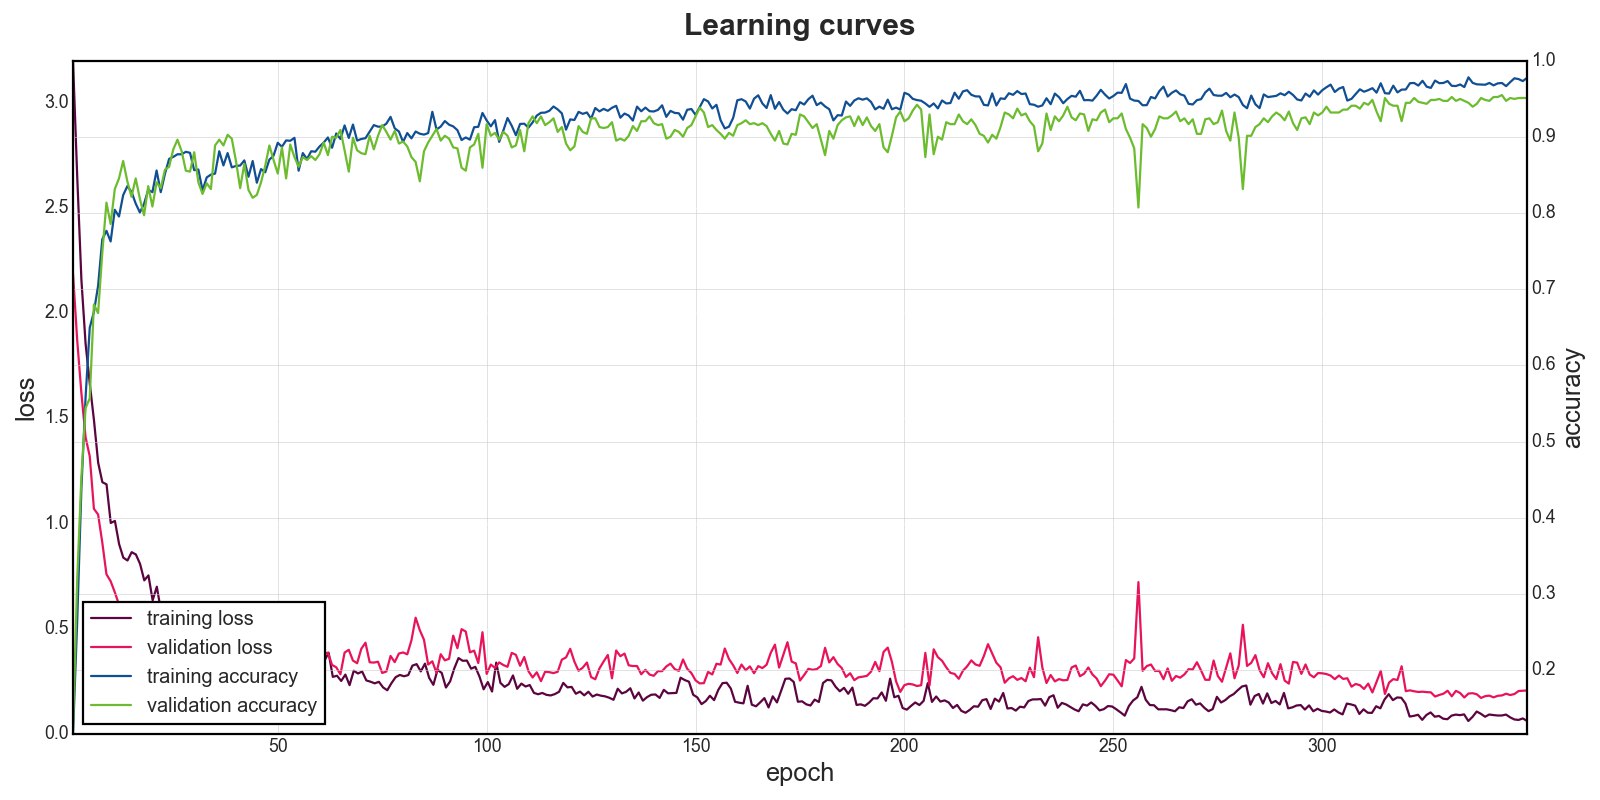 Learning curves
3.0
2.5
2.0
1.5
1.0
0.5
0.0
loss
1.0
0.9
0.8
0.7
0.6
0.5
0.4
0.3
0.2
accuracy
training loss
validation loss
training accuracy
validation accuracy
50 100 150 200 250 300
epoch